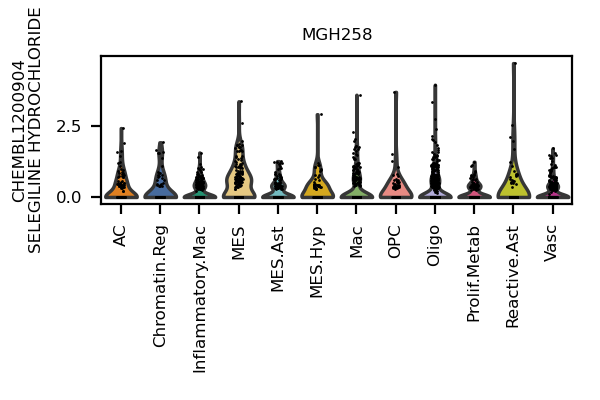 MGH258
CHEMBL1200904
SELEGILINE HYDROCHLORIDE
2.5
0.0
AC
Chromatin.Reg
Inflammatory.Mac
MES
MES.Ast
MES.Hyp
Mac
OPC
Oligo
Prolif.Metab
Reactive.Ast
Vasc